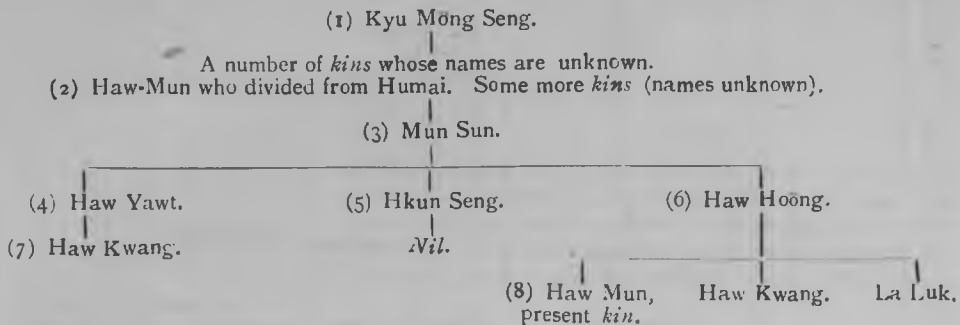 (1) Kyu Möng Seng.
A number of kins whose names are unknown.
(2) Haw-Mun who divided from Humai. Some more kins (names unknown).
(3) Mun Sun.
(4) Haw Yawt. (5) Hkun Seng. (6) Haw Hoöng.
(7) Haw Kwang. Nil.
(8) Haw Mun, Haw Kwang. La Luk.
present kin.